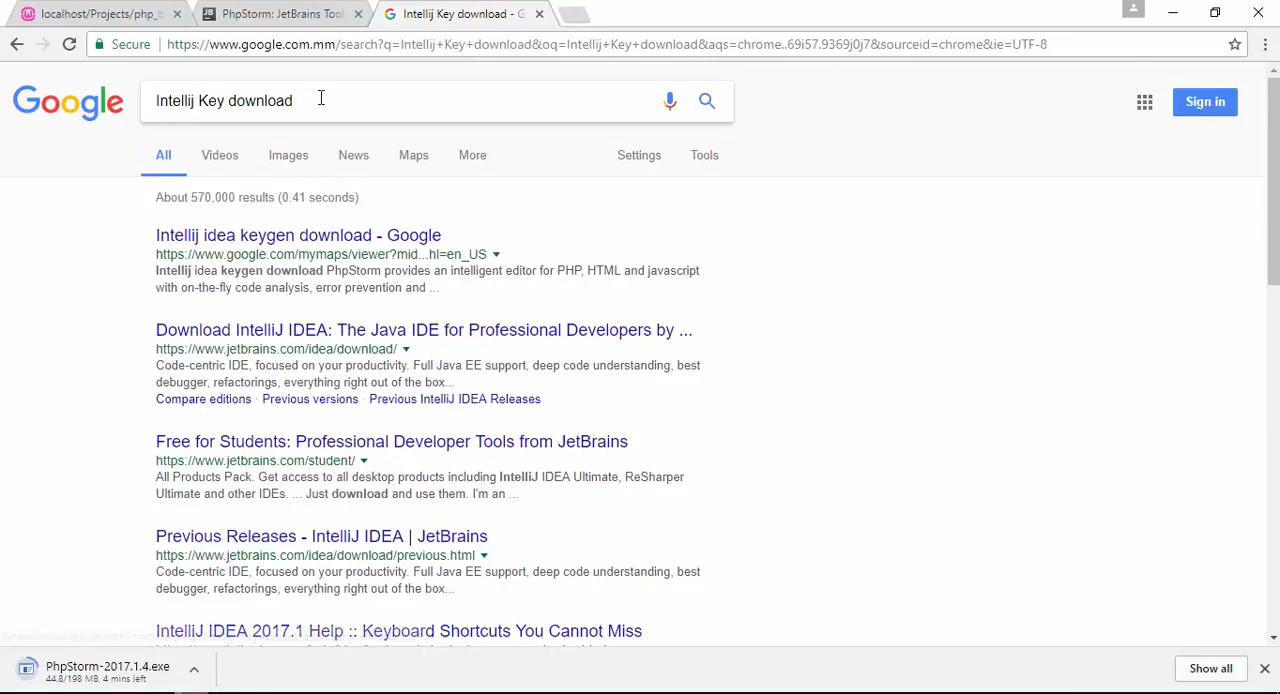 localhost/Projects/php_b
PhpStorm: JetBrains Tool
Intellij Key download - G
Secure
https://www.google.com.mm/search?q=Intellij+Key+download&oq=Intellij+Key+download&aqs=chrome..69i57.9369j0j7&sourceid=chrome&ie=UTF-8
Google
Intellij Key download
Sign in
All
Videos
Images
News
Maps
More
Settings
Tools
About 570,000 results (0.41 seconds)
Intellij idea keygen download - Google
https://www.google.com/mymaps/viewer?mid...hl=en_US
Intellij idea keygen download PhpStorm provides an intelligent editor for PHP, HTML and javascript
with on-the-fly code analysis, error prevention and ...
Download IntelliJ IDEA: The Java IDE for Professional Developers by ...
https://www.jetbrains.com/idea/download/
Code-centric IDE, focused on your productivity. Full Java EE support, deep code understanding, best
debugger, refactorings, everything right out of the box...
Compare editions · Previous versions · Previous IntelliJ IDEA Releases
Free for Students: Professional Developer Tools from JetBrains
https://www.jetbrains.com/student/
All Products Pack. Get access to all desktop products including IntelliJ IDEA Ultimate, ReSharper
Ultimate and other IDEs. ... Just download and use them. I'm an ...
Previous Releases - IntelliJ IDEA | JetBrains
https://www.jetbrains.com/idea/download/previous.html
Code-centric IDE, focused on your productivity. Full Java EE support, deep code understanding, best
debugger, refactorings, everything right out of the box...
IntelliJ IDEA 2017.1 Help :: Keyboard Shortcuts You Cannot Miss
PhpStorm-2017.1.4.exe
44.8/198 MB, 4 mins left
Show all